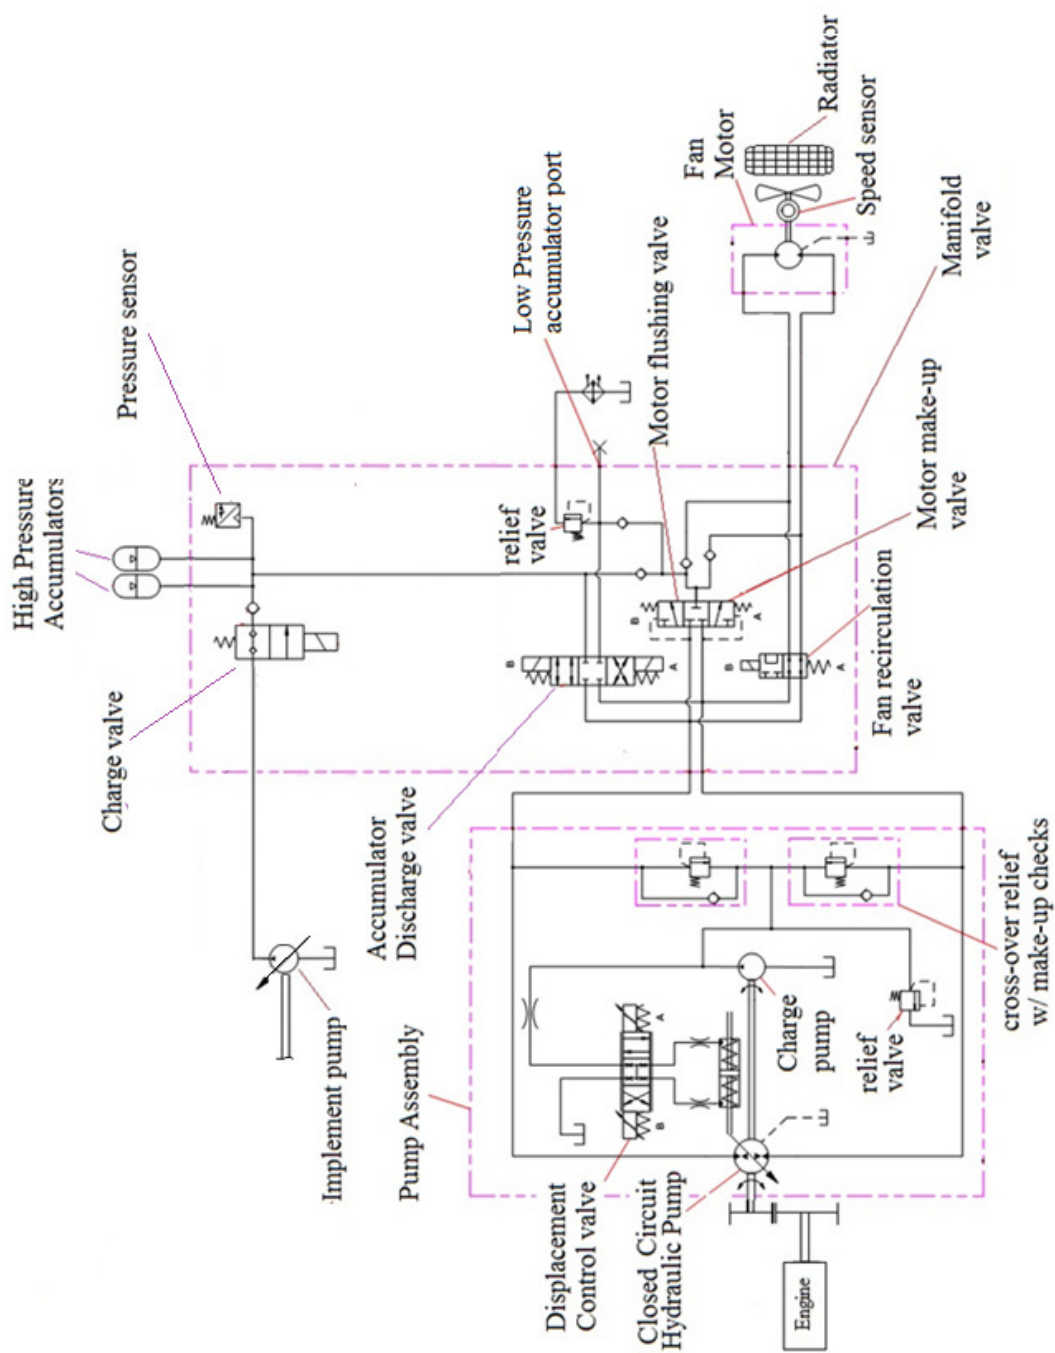 High Pressure
Accumulators
Pressure sensor
Charge valve
Implement pump
Low Pressure
accumulator port
relief
valve
Motor flushing valve
Fan
Motor
Radiator
Speed sensor
Manifold
valve
Motor make-up
valve
Fan recirculation
valve
Accumulator
Discharge valve
B
A
B
A
B
A
Pump Assembly
Displacement
Control valve
B
A
Closed Circuit
Hydraulic Pump
Charge
pump
relief
valve
cross-over relief
w/ make-up checks
Engine